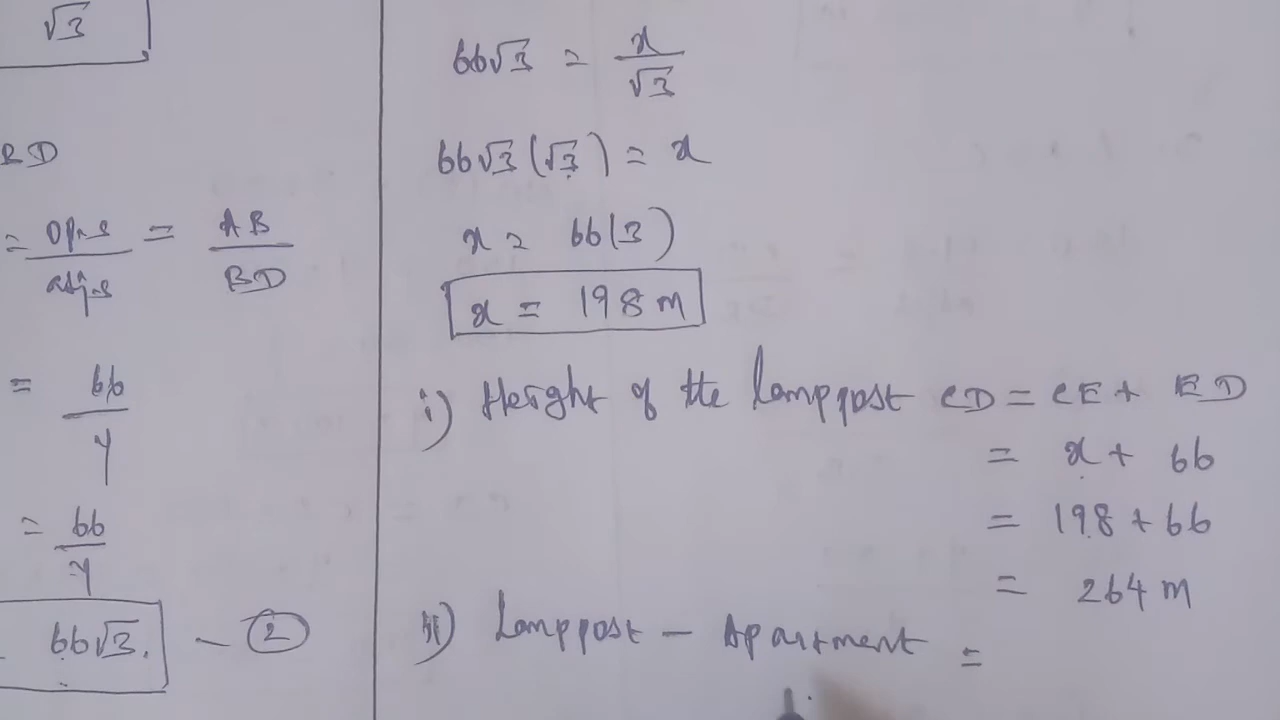 √3
BD
= opp.s / adj.s = AB / BD
= 66 / y
= 66 / y
66√3. – ②
66√3 = x / √3
66√3 (√3) = x
x = 66(3)
x = 198 m
i) Height of the lamppost CD = CE + ED
= x + 66
= 198 + 66
= 264 m
ii) Lamppost – Apartment =